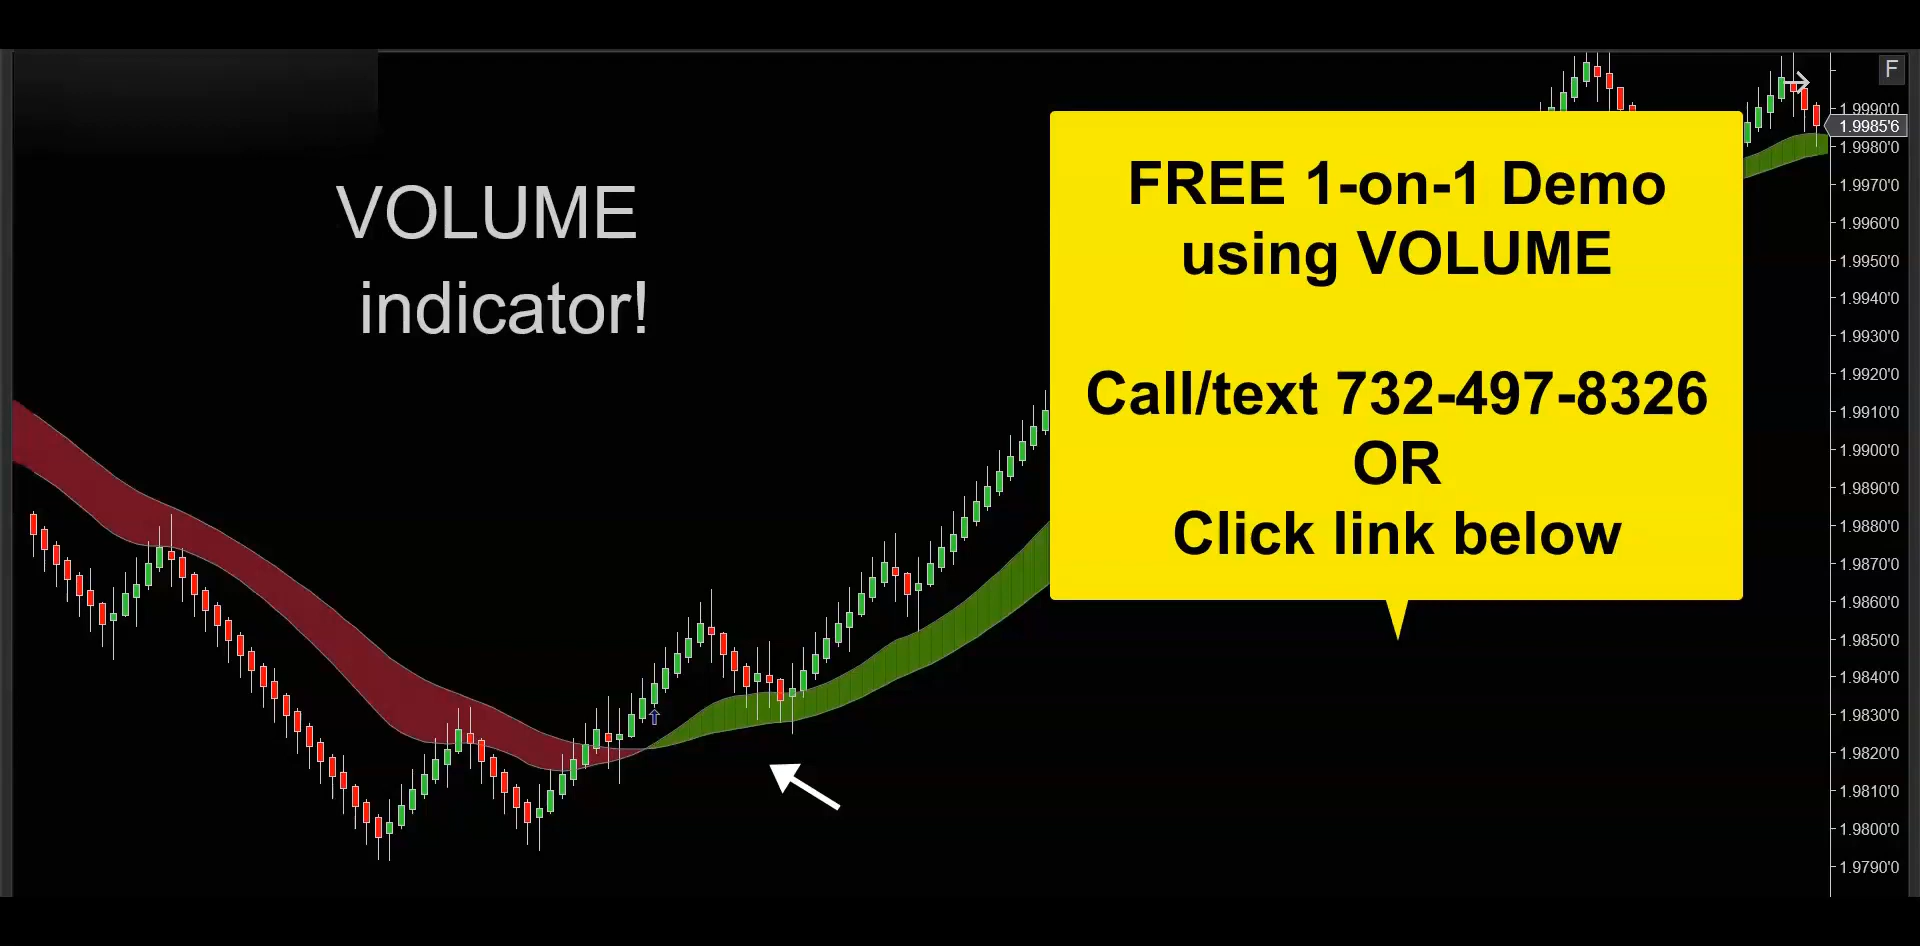 VOLUME
indicator!
FREE 1-on-1 Demo
using VOLUME
Call/text 732-497-8326
OR
Click link below
F
1.9990'0
1.9985'6
1.9980'0
1.9970'0
1.9960'0
1.9950'0
1.9940'0
1.9930'0
1.9920'0
1.9910'0
1.9900'0
1.9890'0
1.9880'0
1.9870'0
1.9860'0
1.9850'0
1.9840'0
1.9830'0
1.9820'0
1.9810'0
1.9800'0
1.9790'0